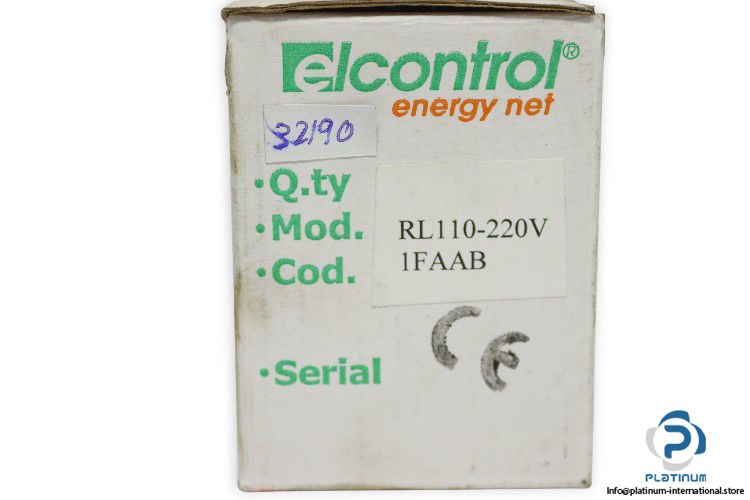 elcontrol®
energy net
32190
• Q.ty
• Mod. RL110-220V
• Cod. 1FAAB
CE
• Serial
PLATINUM
Info@platinum-international.store